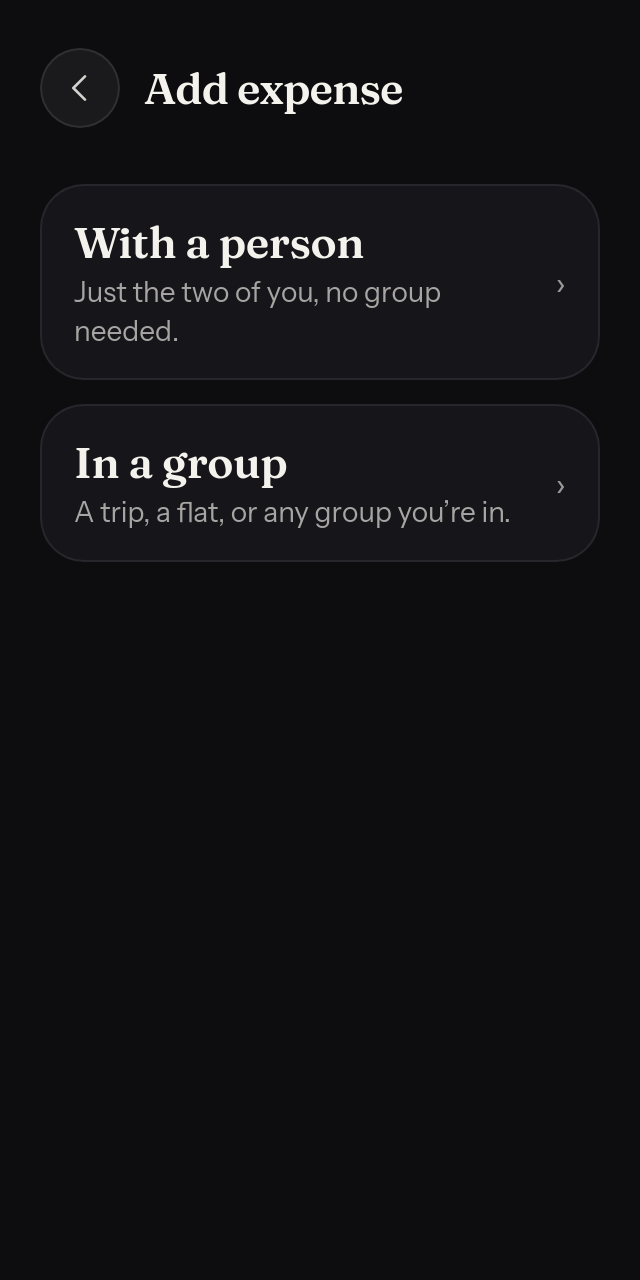 Add expense
With a person
Just the two of you, no group
needed.
In a group
A trip, a flat, or any group you’re in.